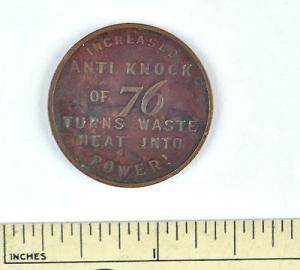 INCREASED
ANTI KNOCK
OF 76
TURNS WASTE
HEAT INTO
POWER!
INCHES
1